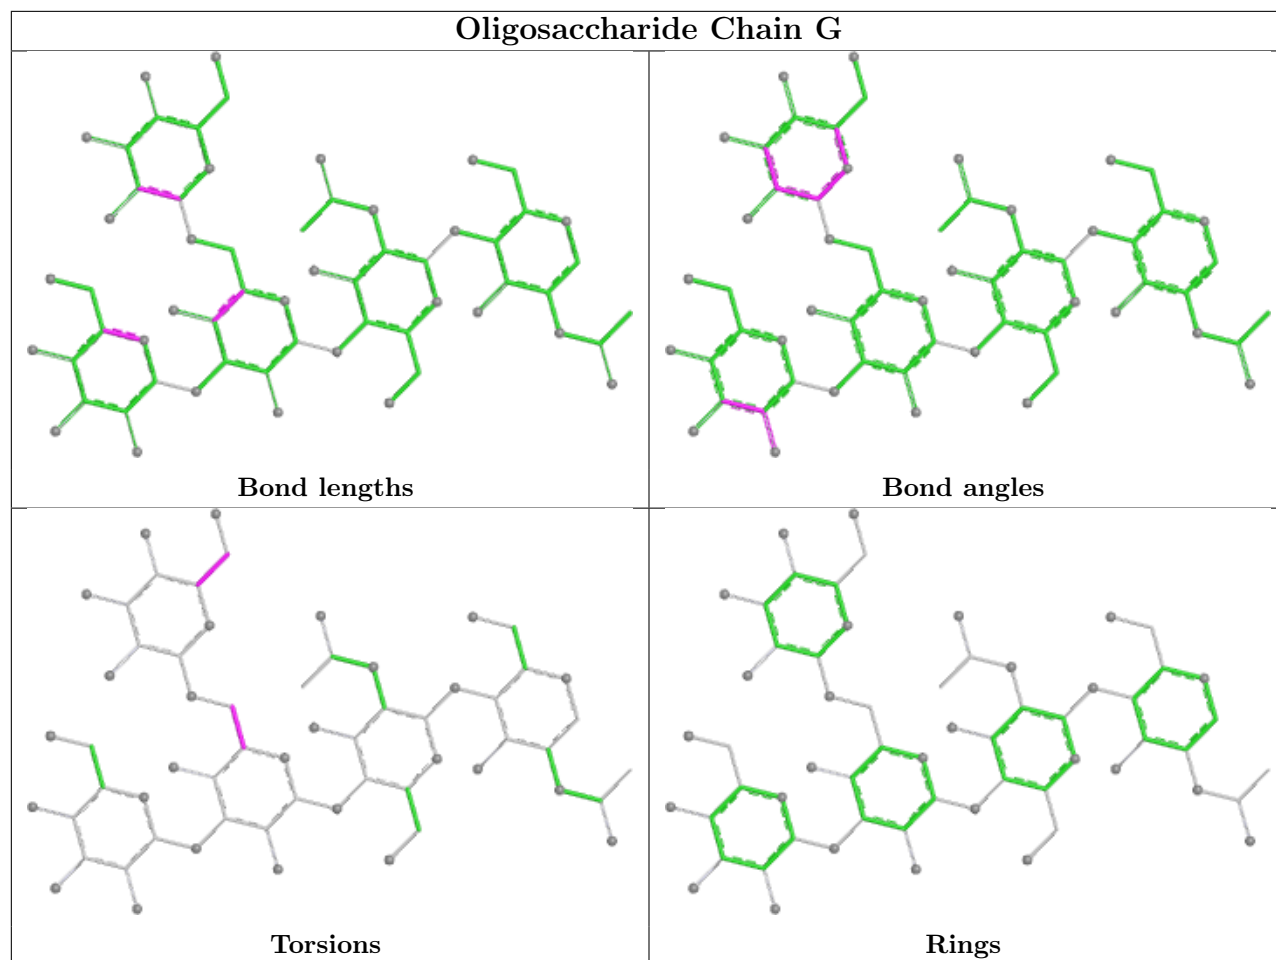 Oligosaccharide Chain G
Bond lengths
Bond angles
Torsions
Rings